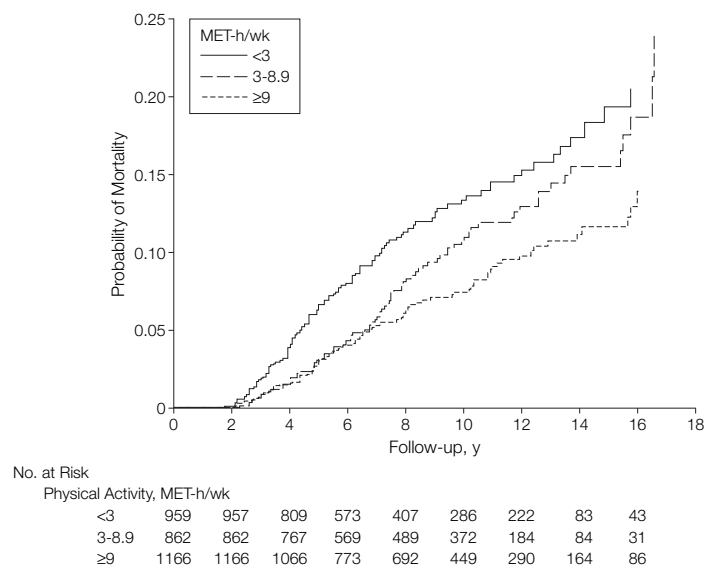 0.25
MET-h/wk
<3
3-8.9
≥9
0.20
0.15
0.10
0.05
0
Probability of Mortality
0 2 4 6 8 10 12 14 16 18
Follow-up, y
No. at Risk
Physical Activity, MET-h/wk
<3 959 957 809 573 407 286 222 83 43
3-8.9 862 862 767 569 489 372 184 84 31
≥9 1166 1166 1066 773 692 449 290 164 86